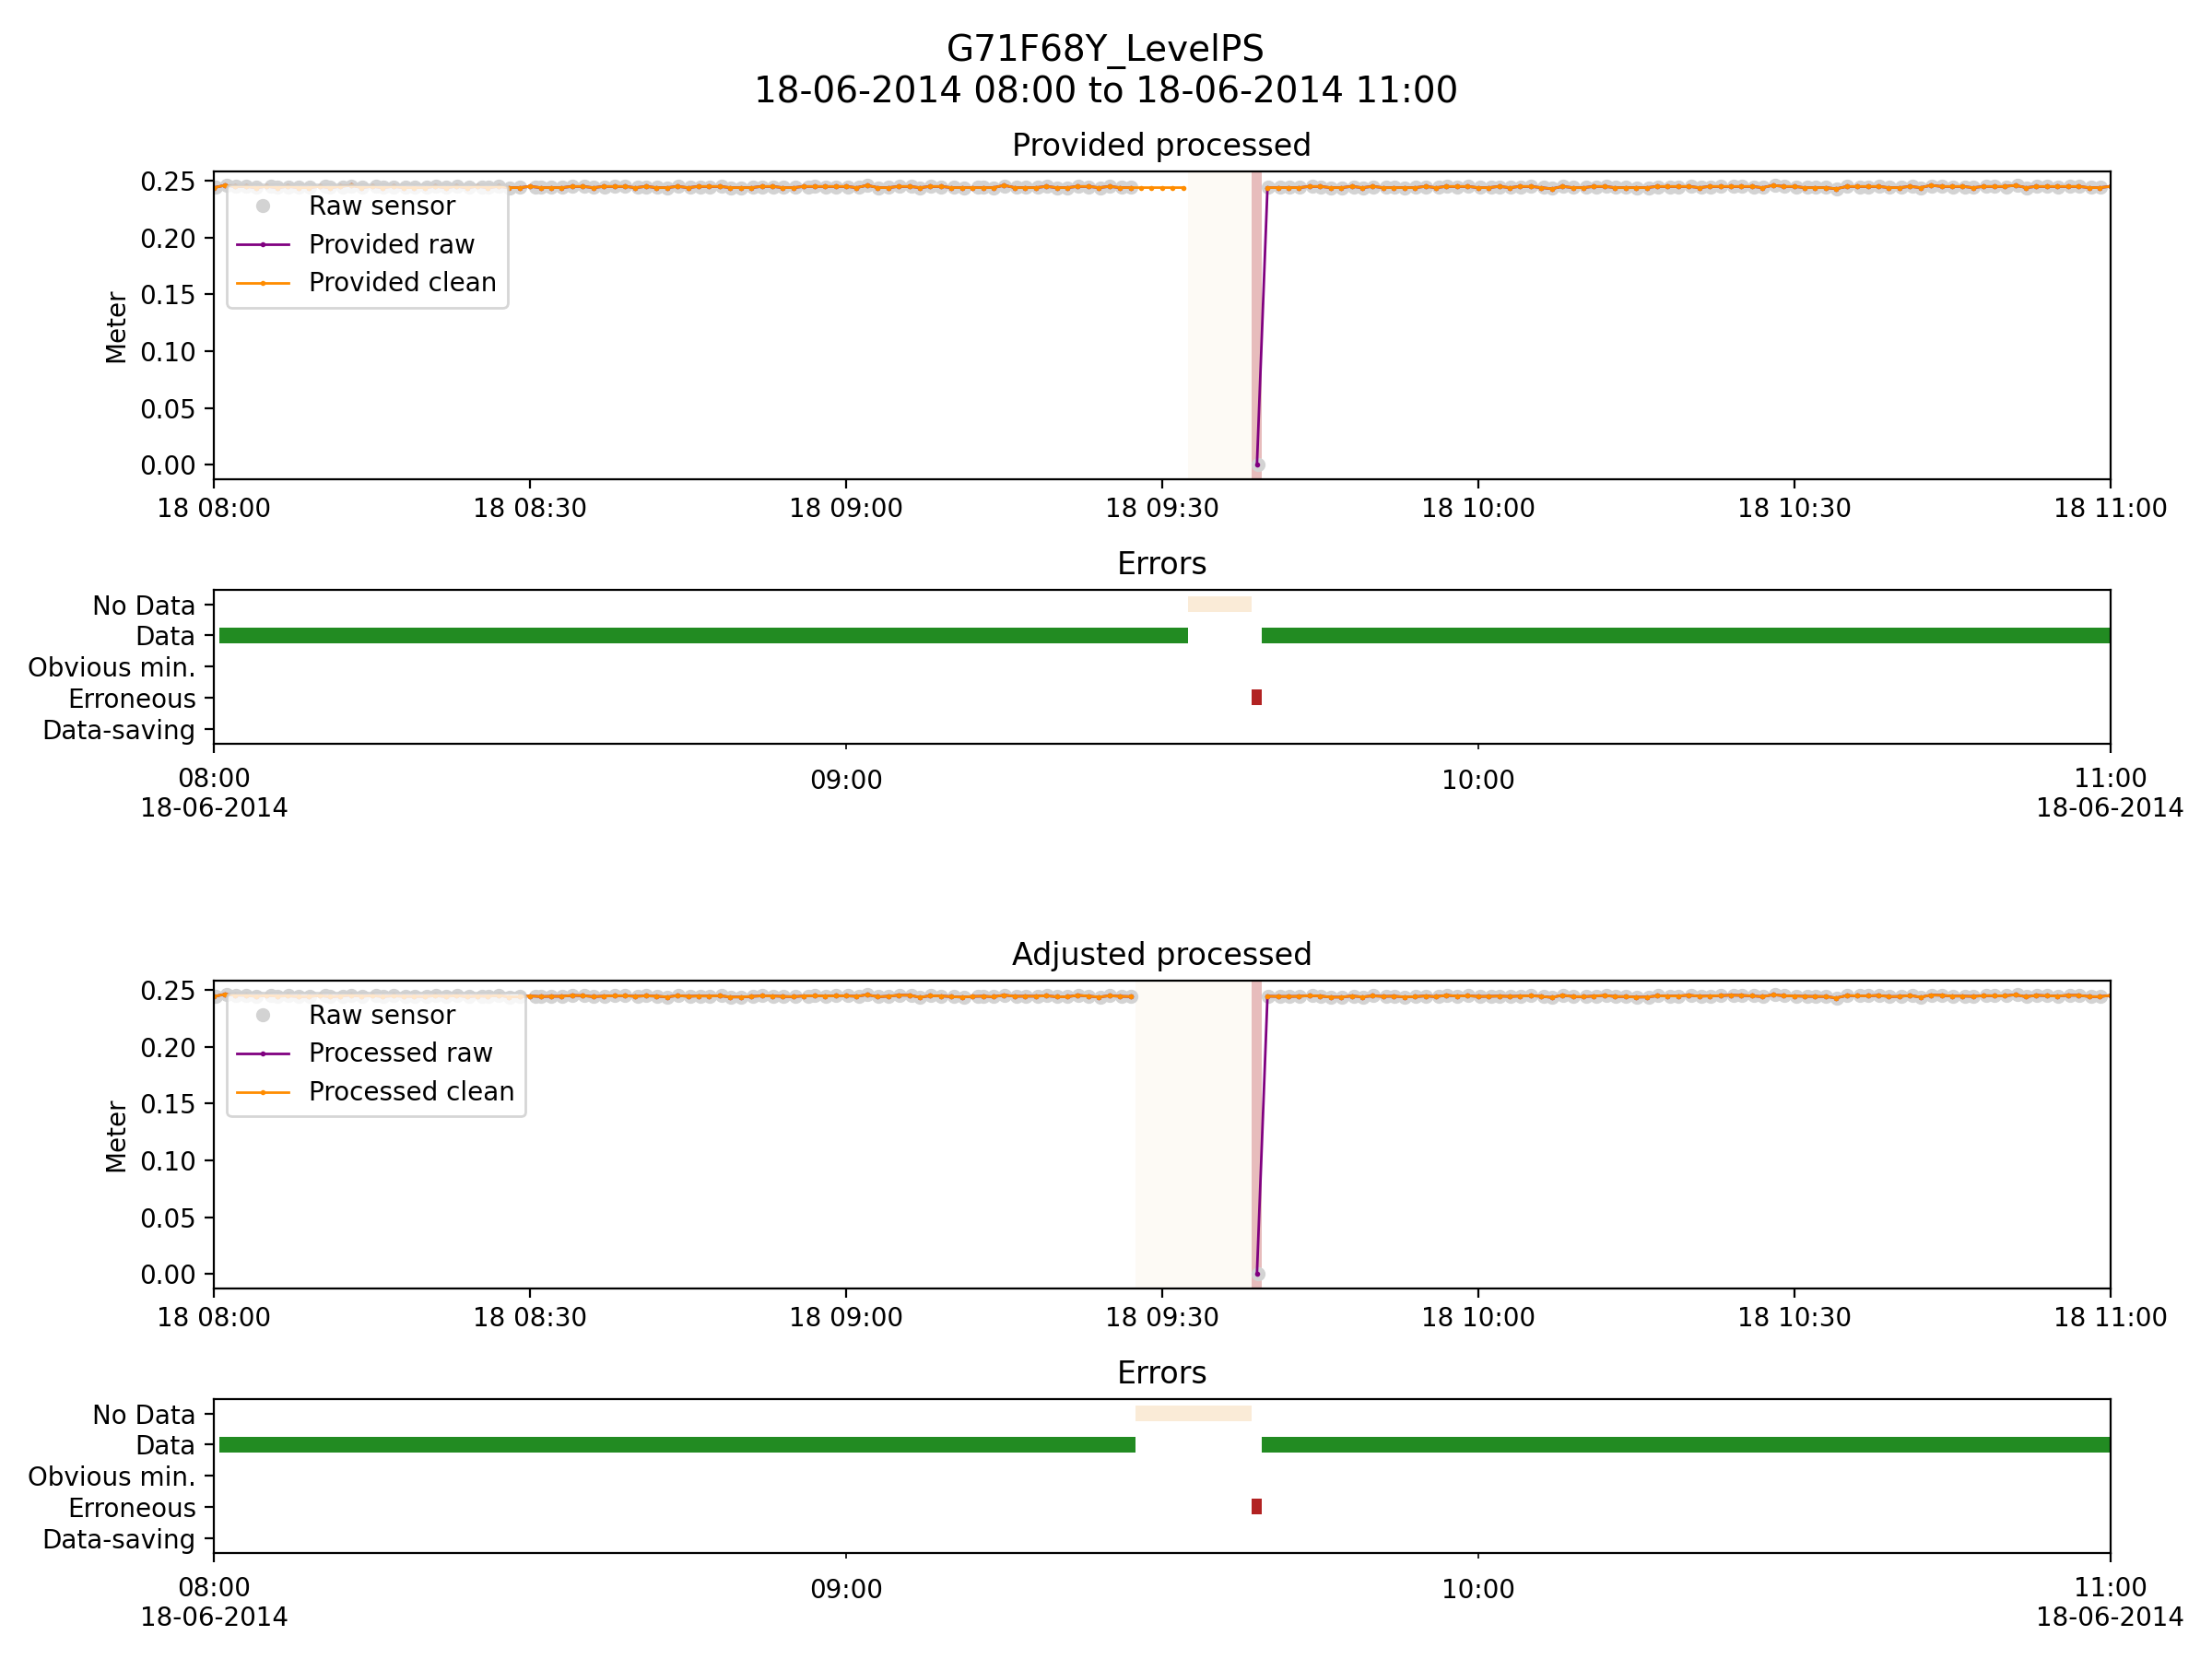 G71F68Y_LevelPS
18-06-2014 08:00 to 18-06-2014 11:00
Provided processed
Meter
0.25
0.20
0.15
0.10
0.05
0.00
Raw sensor
Provided raw
Provided clean
18 08:00 18 08:30 18 09:00 18 09:30 18 10:00 18 10:30 18 11:00
Errors
No Data
Data
Obvious min.
Erroneous
Data-saving
08:00 09:00 10:00 11:00
18-06-2014 18-06-2014
Adjusted processed
Meter
0.25
0.20
0.15
0.10
0.05
0.00
Raw sensor
Processed raw
Processed clean
18 08:00 18 08:30 18 09:00 18 09:30 18 10:00 18 10:30 18 11:00
Errors
No Data
Data
Obvious min.
Erroneous
Data-saving
08:00 09:00 10:00 11:00
18-06-2014 18-06-2014